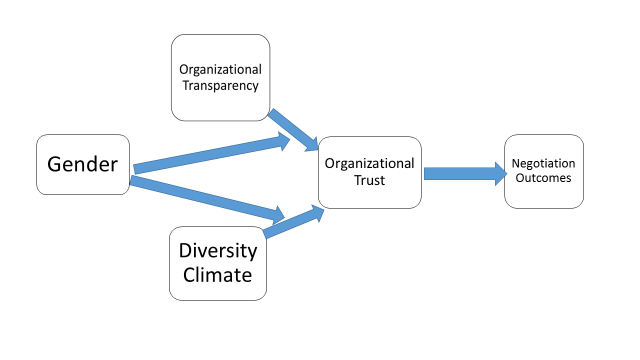 Organizational
Transparency
Gender
Organizational
Trust
Negotiation
Outcomes
Diversity
Climate